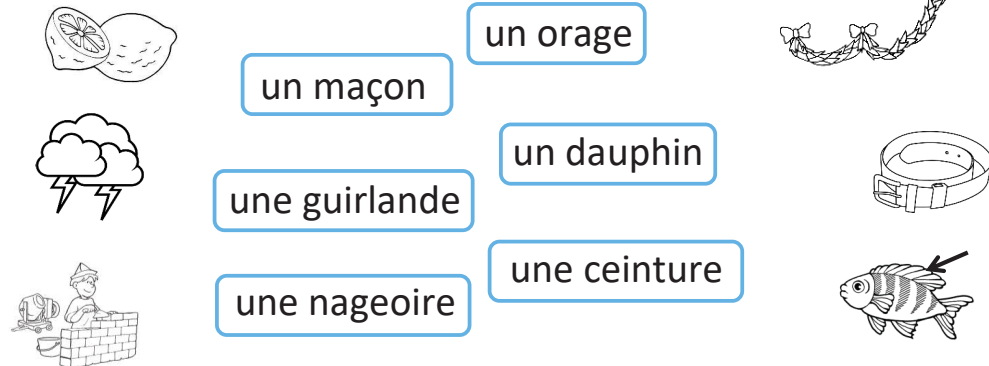 un orage
un maçon
un dauphin
une guirlande
une ceinture
une nageoire